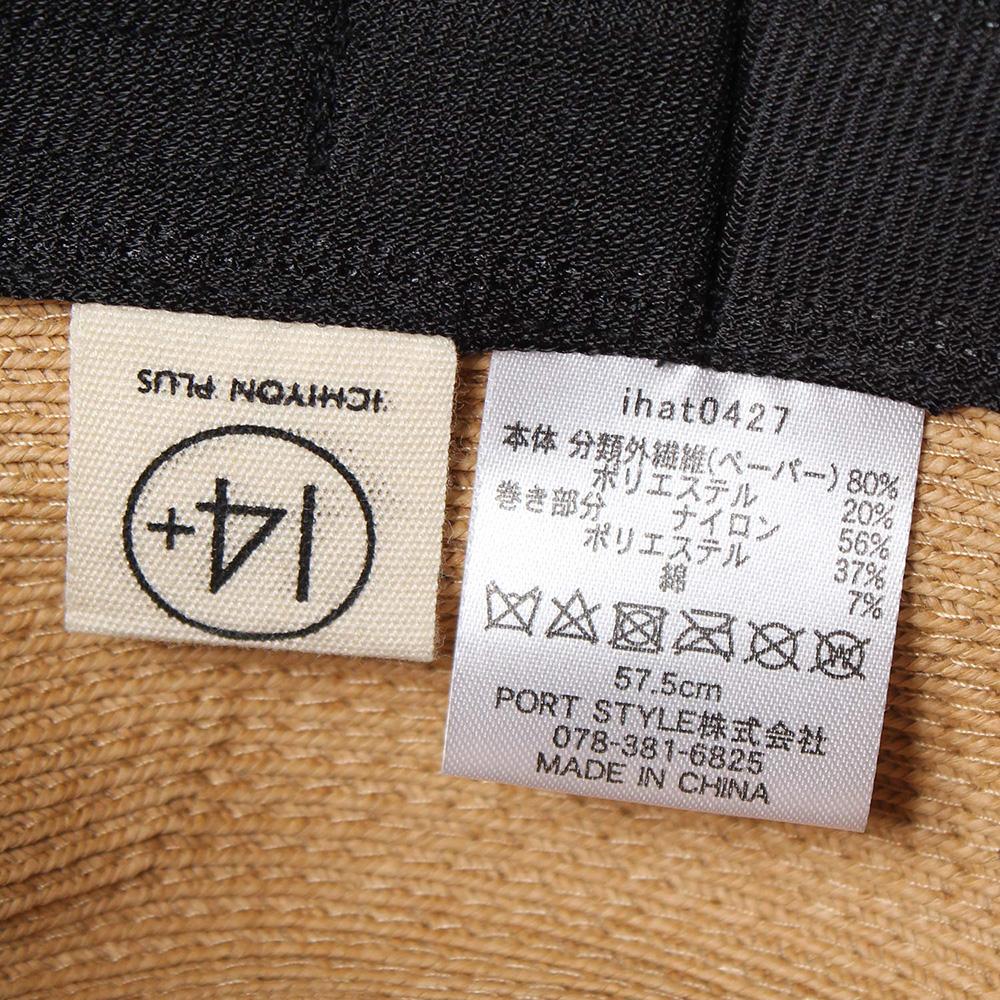 ICHIYON PLUS
14+
ihat0427
本体 分類外繊維(ペーパー) 80%
ポリエステル 20%
巻き部分 ナイロン 56%
ポリエステル 37%
綿 7%
57.5cm
PORT STYLE株式会社
078-381-6825
MADE IN CHINA